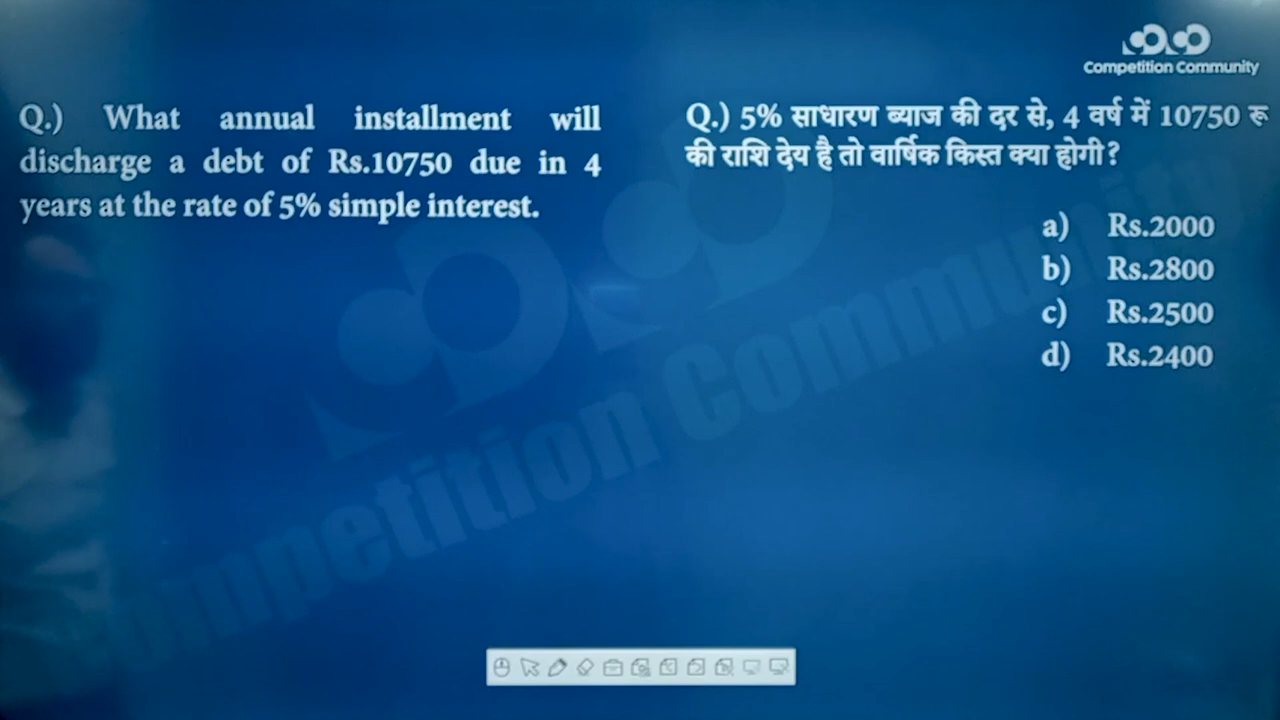 Competition Community
Q.) What annual installment will
discharge a debt of Rs.10750 due in 4
years at the rate of 5% simple interest.
Q.) 5% साधारण ब्याज की दर से, 4 वर्ष में 10750 रू
की राशि देय है तो वार्षिक किस्त क्या होगी?
a) Rs.2000
b) Rs.2800
c) Rs.2500
d) Rs.2400
Competition Community